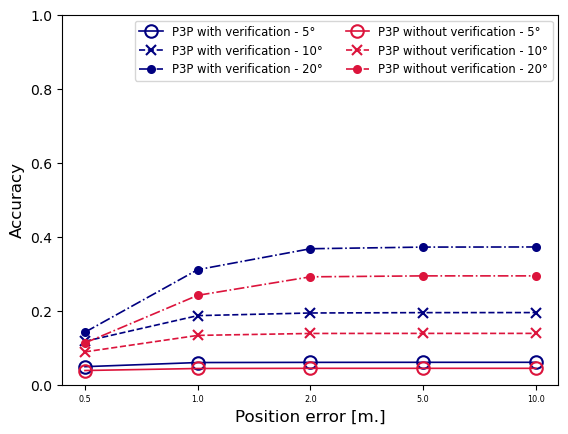 1.0
0.8
0.6
0.4
0.2
0.0
Accuracy
P3P with verification - 5°
P3P with verification - 10°
P3P with verification - 20°
P3P without verification - 5°
P3P without verification - 10°
P3P without verification - 20°
0.5 1.0 2.0 5.0 10.0
Position error [m.]